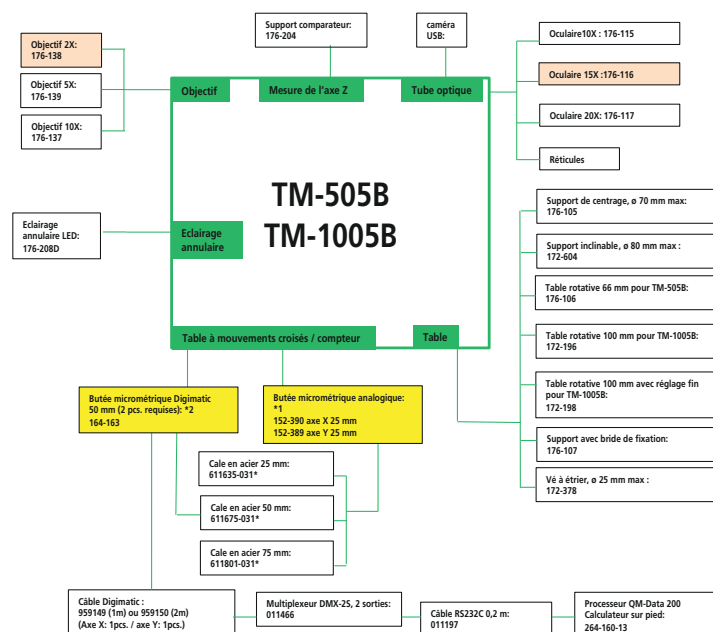 Support comparateur:
176-204
caméra
USB:
Objectif 2X:
176-138
Objectif 5X:
176-139
Objectif 10X:
176-137
Oculaire10X : 176-115
Oculaire 15X :176-116
Oculaire 20X: 176-117
Réticules
Objectif
Mesure de l'axe Z
Tube optique
TM-505B
TM-1005B
Eclairage
annulaire LED:
176-208D
Eclairage
annulaire
Table à mouvements croisés / compteur
Table
Support de centrage, ø 70 mm max:
176-105
Support inclinable, ø 80 mm max :
172-604
Table rotative 66 mm pour TM-505B:
176-106
Table rotative 100 mm pour TM-1005B:
172-196
Table rotative 100 mm avec réglage fin
pour TM-1005B:
172-198
Support avec bride de fixation:
176-107
Vé à étrier, ø 25 mm max :
172-378
Butée micrométrique Digimatic
50 mm (2 pcs. requises): *2
164-163
Butée micrométrique analogique:
*1
152-390 axe X 25 mm
152-389 axe Y 25 mm
Cale en acier 25 mm:
611635-031*
Cale en acier 50 mm:
611675-031*
Cale en acier 75 mm:
611801-031*
Câble Digimatic :
959149 (1m) ou 959150 (2m)
(Axe X: 1pcs. / axe Y: 1pcs.)
Multiplexeur DMX-2S, 2 sorties:
011466
Câble RS232C 0,2 m:
011197
Processeur QM-Data 200
Calculateur sur pied:
264-160-13